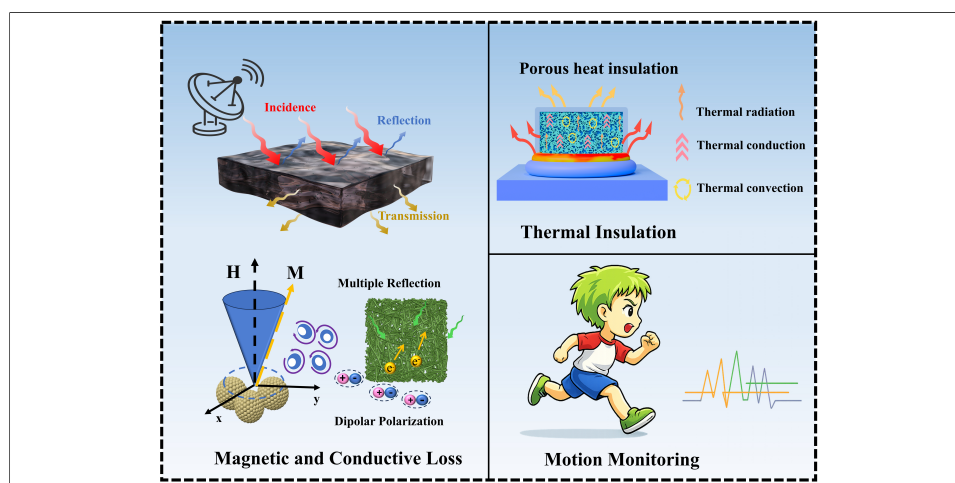 Incidence
Reflection
Transmission
H
M
Multiple Reflection
e-
e-
+ -
+ -
+ -
x
y
Dipolar Polarization
Magnetic and Conductive Loss
Porous heat insulation
Thermal radiation
Thermal conduction
Thermal convection
Thermal Insulation
Motion Monitoring